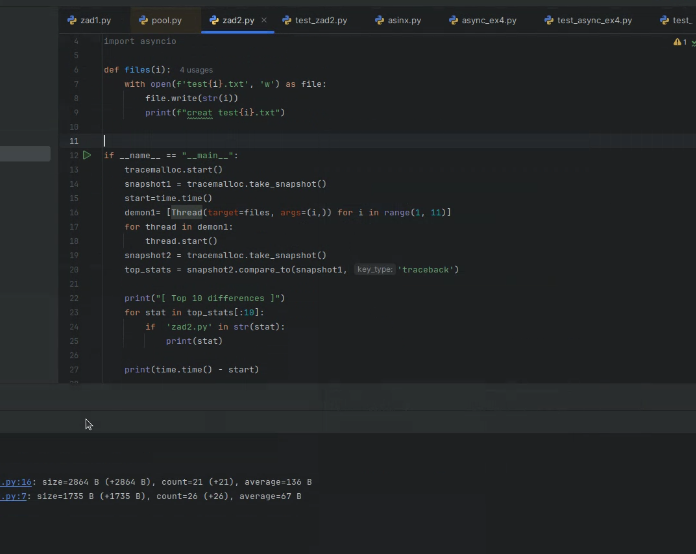 zad1.py pool.py zad2.py × test_zad2.py asinx.py async_ex4.py test_async_ex4.py test_
4 import asyncio
5
6 def files(i): 4 usages
7 with open(f'test{i}.txt', 'w') as file:
8 file.write(str(i))
9 print(f"creat test{i}.txt")
10
11
12 if __name__ == "__main__":
13 tracemalloc.start()
14 snapshot1 = tracemalloc.take_snapshot()
15 start=time.time()
16 demon1= [Thread(target=files, args=(i,)) for i in range(1, 11)]
17 for thread in demon1:
18 thread.start()
19 snapshot2 = tracemalloc.take_snapshot()
20 top_stats = snapshot2.compare_to(snapshot1, key_type: 'traceback')
21
22 print("[ Top 10 differences ]")
23 for stat in top_stats[:10]:
24 if 'zad2.py' in str(stat):
25 print(stat)
26
27 print(time.time() - start)
1
.py:16: size=2864 B (+2864 B), count=21 (+21), average=136 B
.py:7: size=1735 B (+1735 B), count=26 (+26), average=67 B